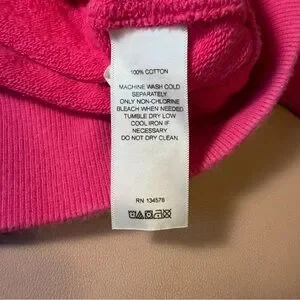 100% COTTON
MACHINE WASH COLD
SEPARATELY
ONLY NON-CHLORINE
BLEACH WHEN NEEDED
TUMBLE DRY LOW
COOL IRON IF
NECESSARY
DO NOT DRY CLEAN
RN 134578